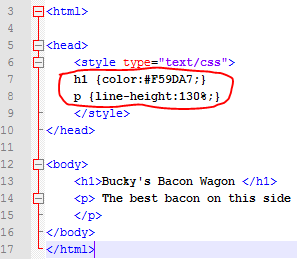 3 <html>
4
5 <head>
6 <style type="text/css">
7 h1 {color:#F59DA7;}
8 p {line-height:130%;}
9 </style>
10 </head>
11
12 <body>
13 <h1>Bucky's Bacon Wagon </h1>
14 <p> The best bacon on this side
15 </p>
16 </body>
17 </html>